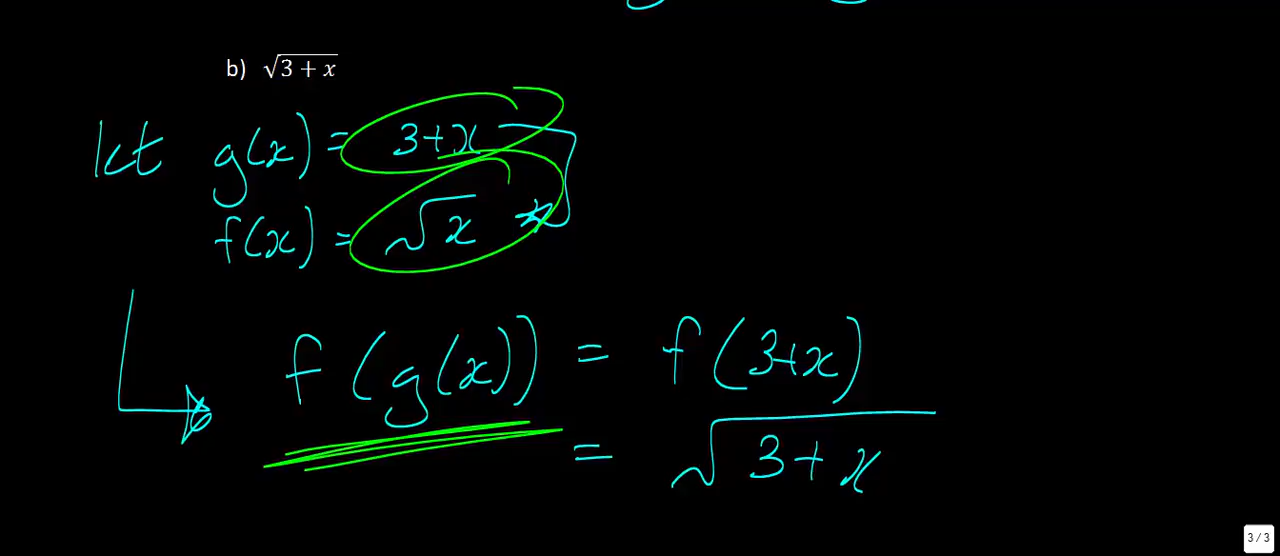 b) √3 + x
let g(x) = 3+x
f(x) = √x
f(g(x)) = f(3+x)
= √3+x
3 / 3